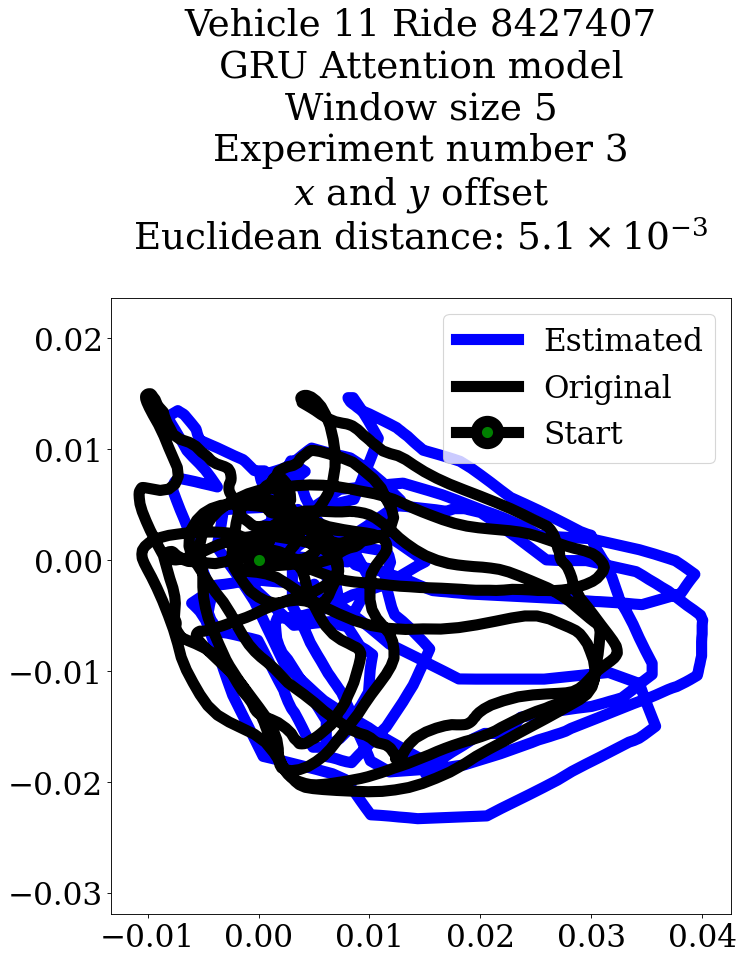 Vehicle 11 Ride 8427407
GRU Attention model
Window size 5
Experiment number 3
x and y offset
Euclidean distance: 5.1 × 10⁻³
Estimated
Original
Start
0.02
0.01
0.00
−0.01
−0.02
−0.03
−0.01 0.00 0.01 0.02 0.03 0.04